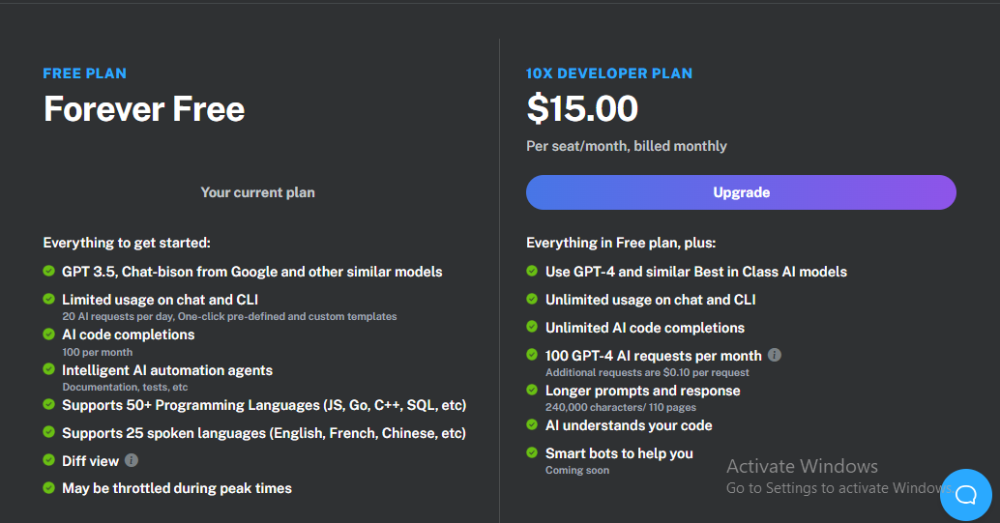 FREE PLAN
Forever Free
Your current plan
Everything to get started:
GPT 3.5, Chat-bison from Google and other similar models
Limited usage on chat and CLI
20 AI requests per day, One-click pre-defined and custom templates
AI code completions
100 per month
Intelligent AI automation agents
Documentation, tests, etc
Supports 50+ Programming Languages (JS, Go, C++, SQL, etc)
Supports 25 spoken languages (English, French, Chinese, etc)
Diff view
May be throttled during peak times
10X DEVELOPER PLAN
$15.00
Per seat/month, billed monthly
Upgrade
Everything in Free plan, plus:
Use GPT-4 and similar Best in Class AI models
Unlimited usage on chat and CLI
Unlimited AI code completions
100 GPT-4 AI requests per month
Additional requests are $0.10 per request
Longer prompts and response
240,000 characters/ 110 pages
AI understands your code
Smart bots to help you
Coming soon
Activate Windows
Go to Settings to activate Windows.